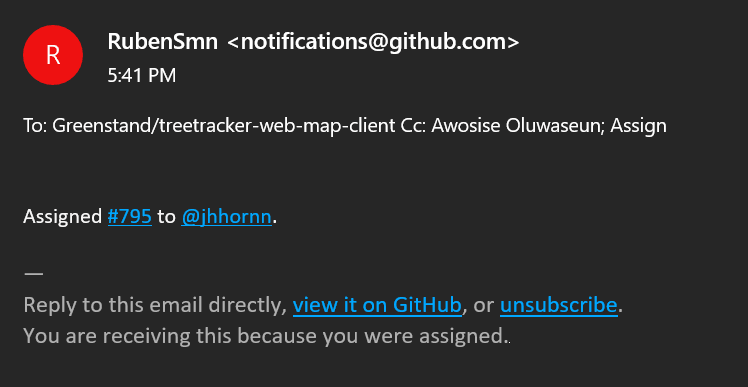 R
RubenSmn <notifications@github.com>
5:41 PM
To: Greenstand/treetracker-web-map-client Cc: Awosise Oluwaseun; Assign
Assigned #795 to @jhhornn.
—
Reply to this email directly, view it on GitHub, or unsubscribe.
You are receiving this because you were assigned.